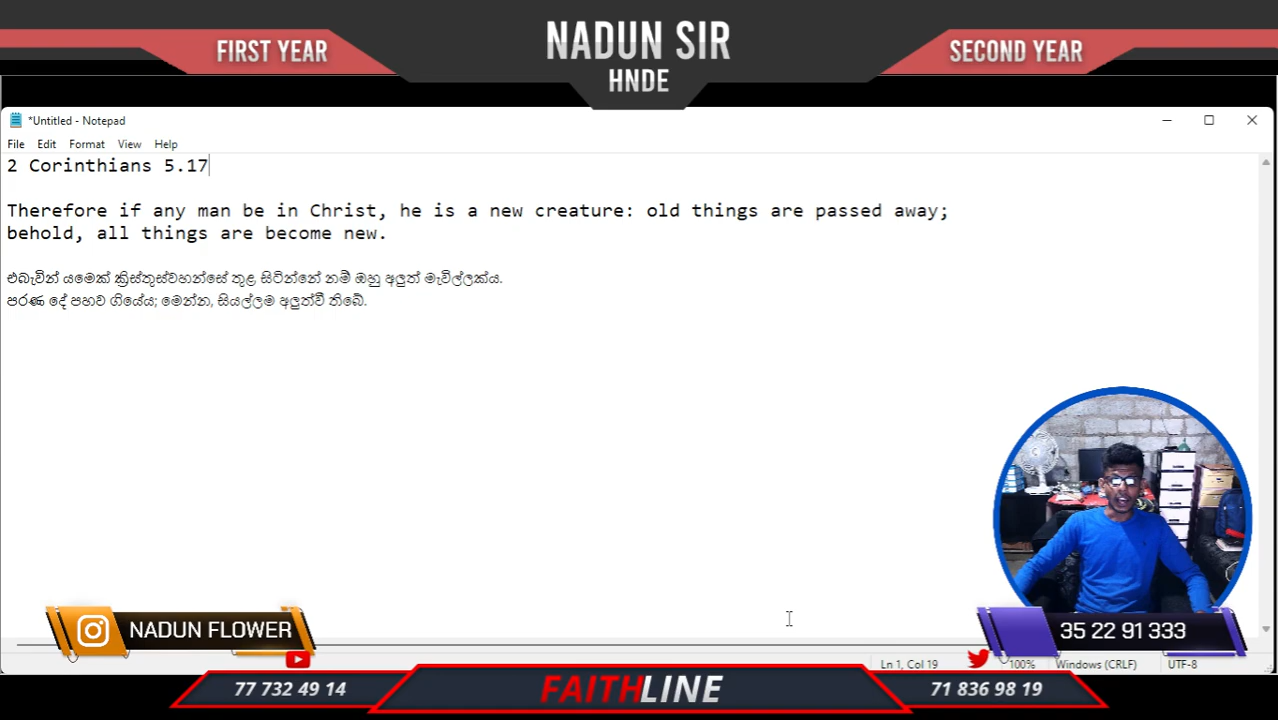 FIRST YEAR
NADUN SIR
HNDE
SECOND YEAR
*Untitled - Notepad
File Edit Format View Help
2 Corinthians 5.17
Therefore if any man be in Christ, he is a new creature: old things are passed away;
behold, all things are become new.
එබැවින් යමෙක් ක්‍රිස්තුස්වහන්සේ තුළ සිටින්නේ නම් ඔහු අලුත් මැවිල්ලක්ය.
පරණ දේ පහව ගියේය; මෙන්න, සියල්ලම අලුත්වී තිබේ.
NADUN FLOWER
35 22 91 333
Ln 1, Col 19 100% Windows (CRLF) UTF-8
77 732 49 14
FAITHLINE
71 836 98 19